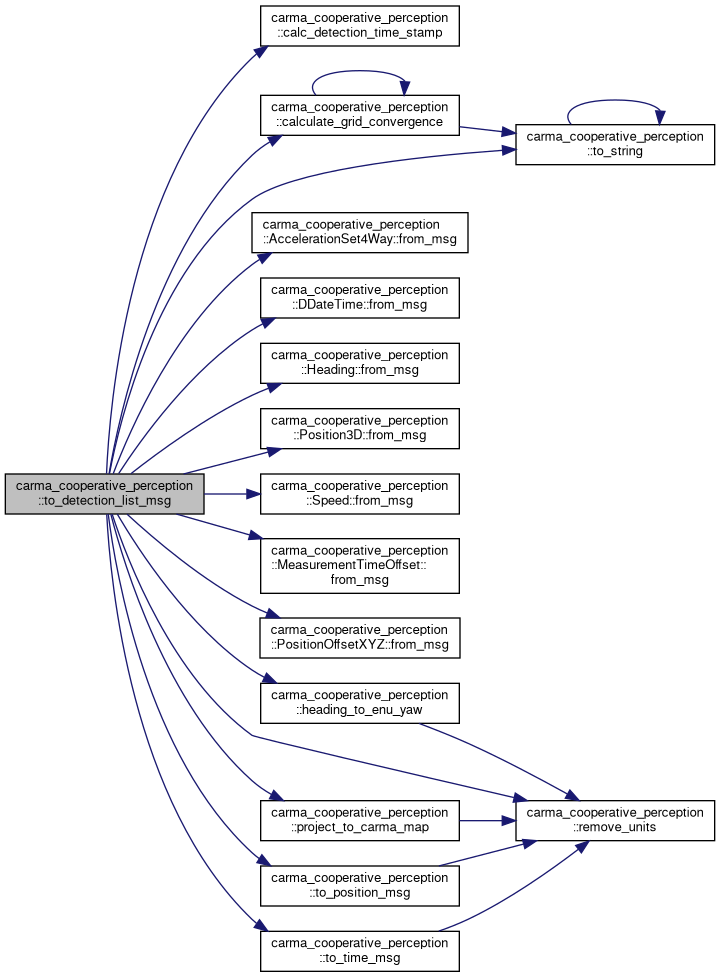 carma_cooperative_perception
::calc_detection_time_stamp
carma_cooperative_perception
::calculate_grid_convergence
carma_cooperative_perception
::to_string
carma_cooperative_perception
::AccelerationSet4Way::from_msg
carma_cooperative_perception
::DDateTime::from_msg
carma_cooperative_perception
::Heading::from_msg
carma_cooperative_perception
::Position3D::from_msg
carma_cooperative_perception
::to_detection_list_msg
carma_cooperative_perception
::Speed::from_msg
carma_cooperative_perception
::MeasurementTimeOffset::
from_msg
carma_cooperative_perception
::PositionOffsetXYZ::from_msg
carma_cooperative_perception
::heading_to_enu_yaw
carma_cooperative_perception
::project_to_carma_map
carma_cooperative_perception
::remove_units
carma_cooperative_perception
::to_position_msg
carma_cooperative_perception
::to_time_msg